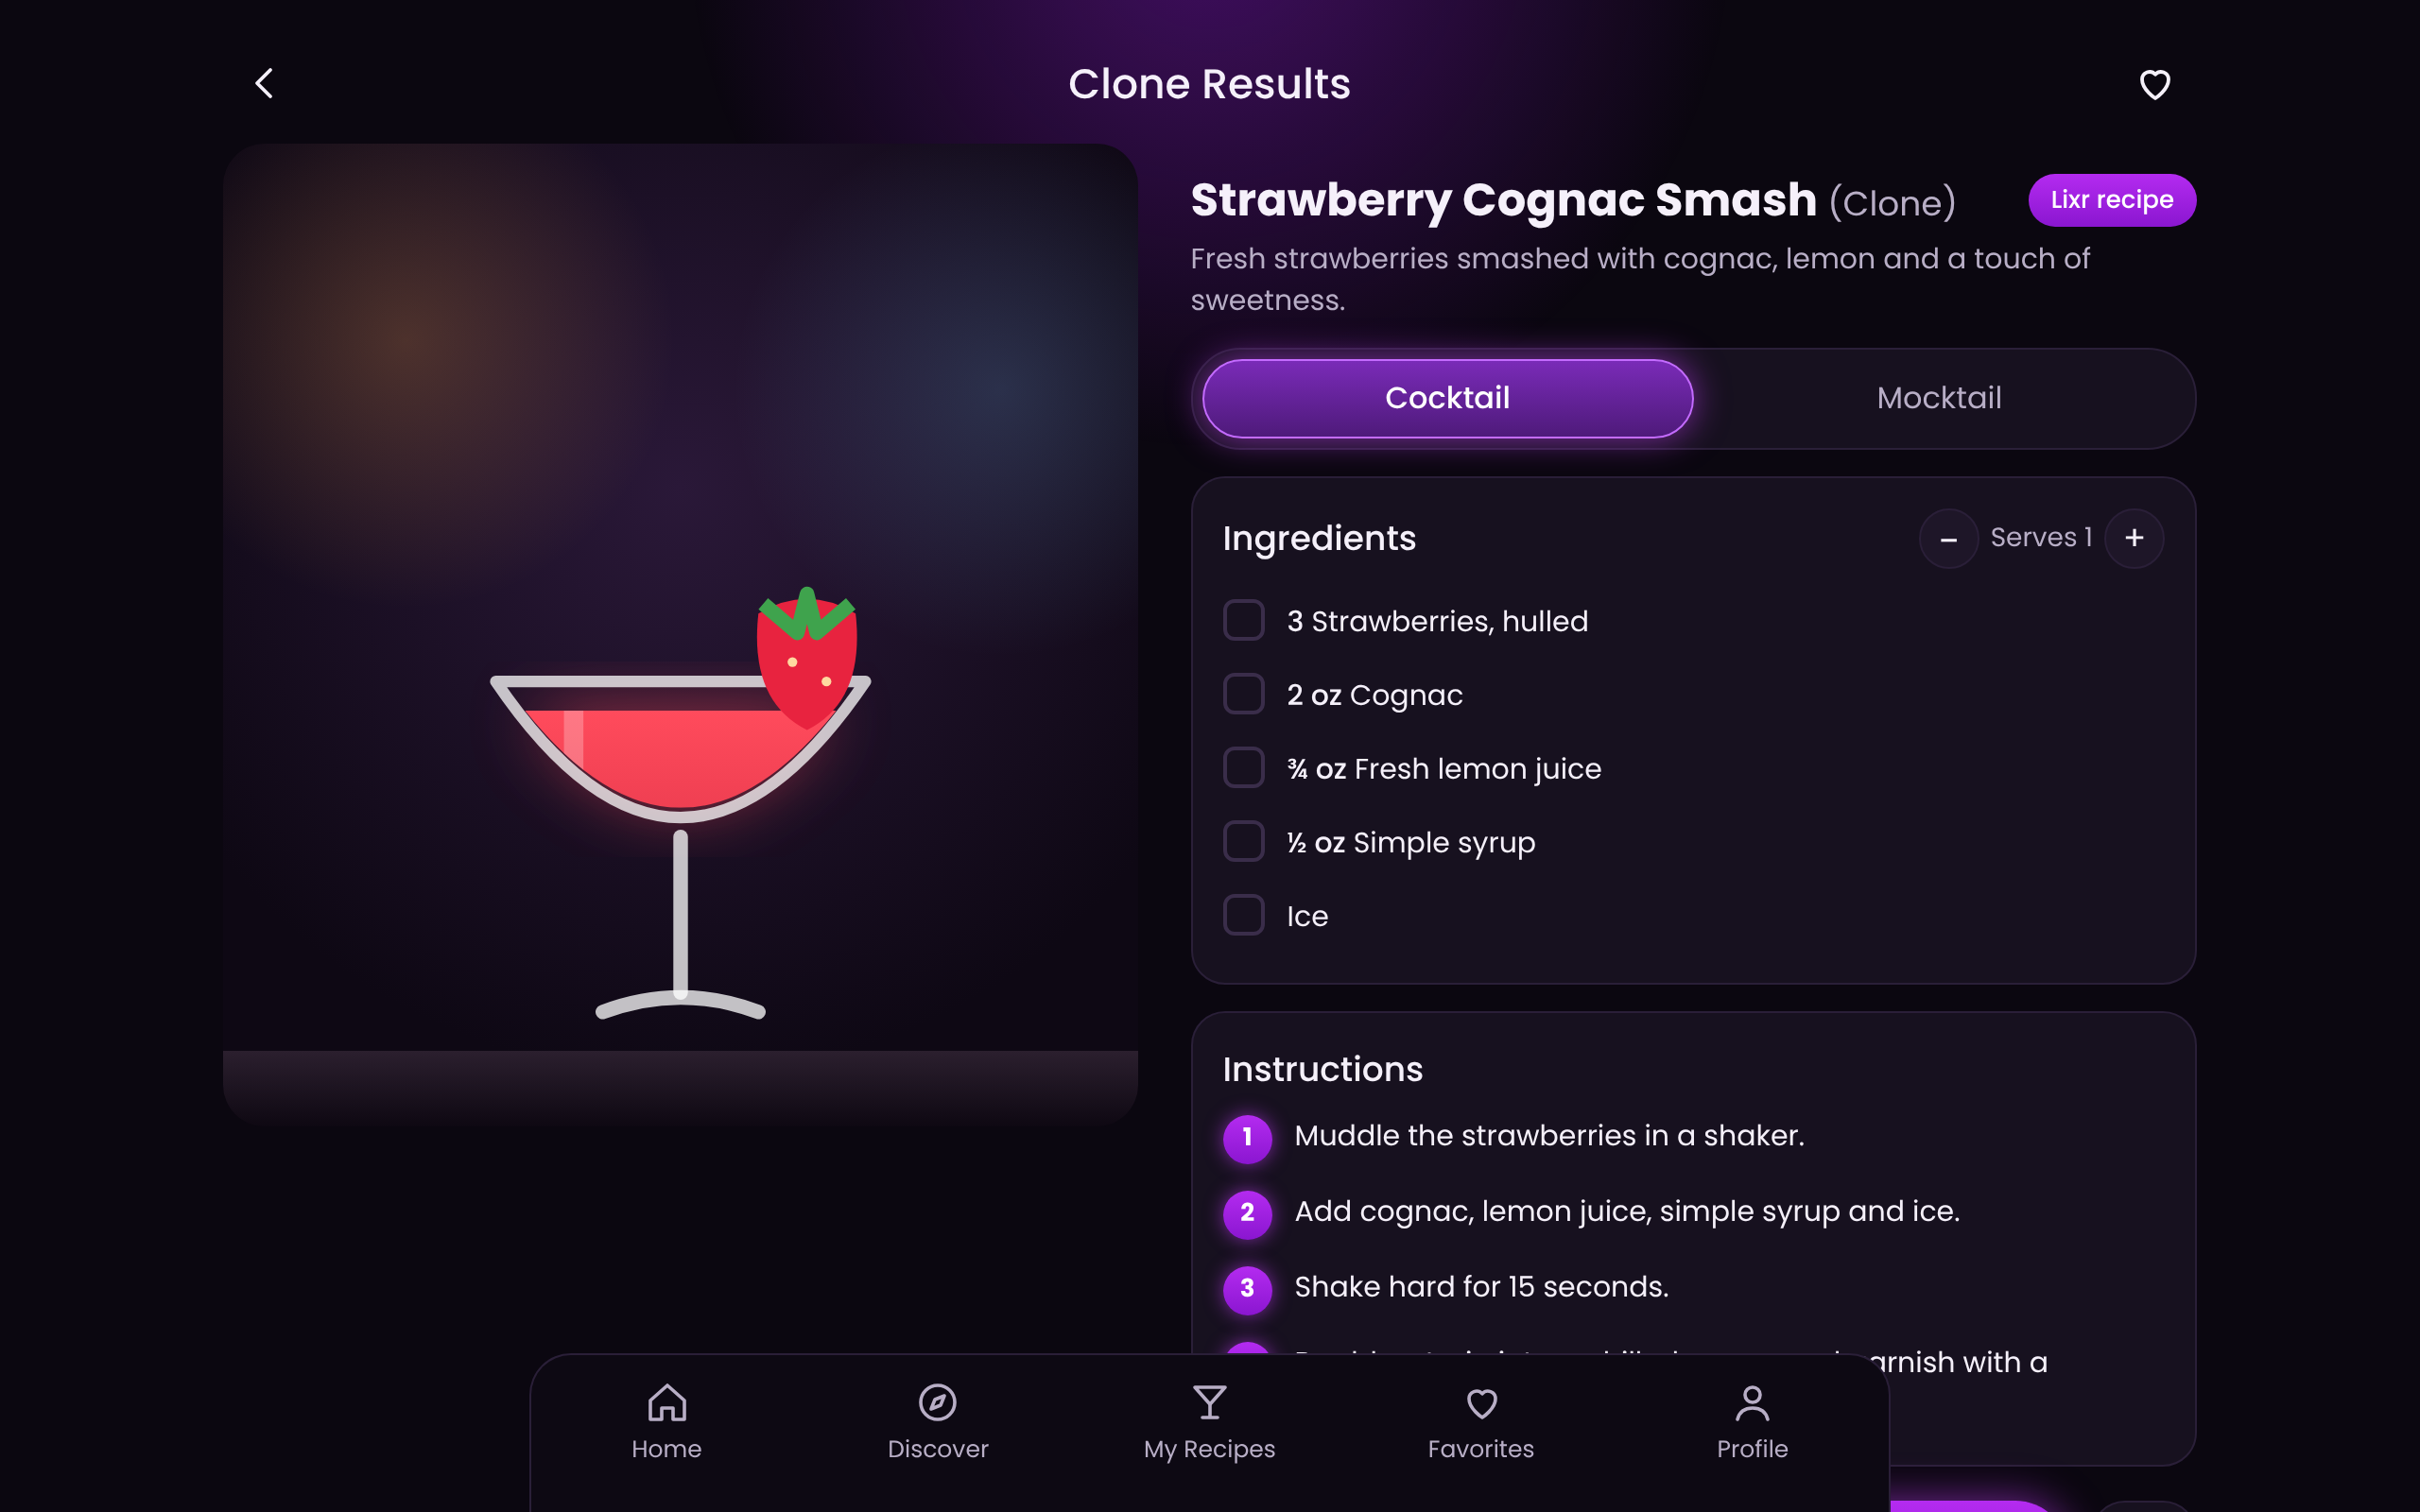 Clone Results
Strawberry Cognac Smash (Clone)
Lixr recipe
Fresh strawberries smashed with cognac, lemon and a touch of
sweetness.
Cocktail
Mocktail
Ingredients
– Serves 1 +
3 Strawberries, hulled
2 oz Cognac
¾ oz Fresh lemon juice
½ oz Simple syrup
Ice
Instructions
1 Muddle the strawberries in a shaker.
2 Add cognac, lemon juice, simple syrup and ice.
3 Shake hard for 15 seconds.
with a
Home
Discover
My Recipes
Favorites
Profile